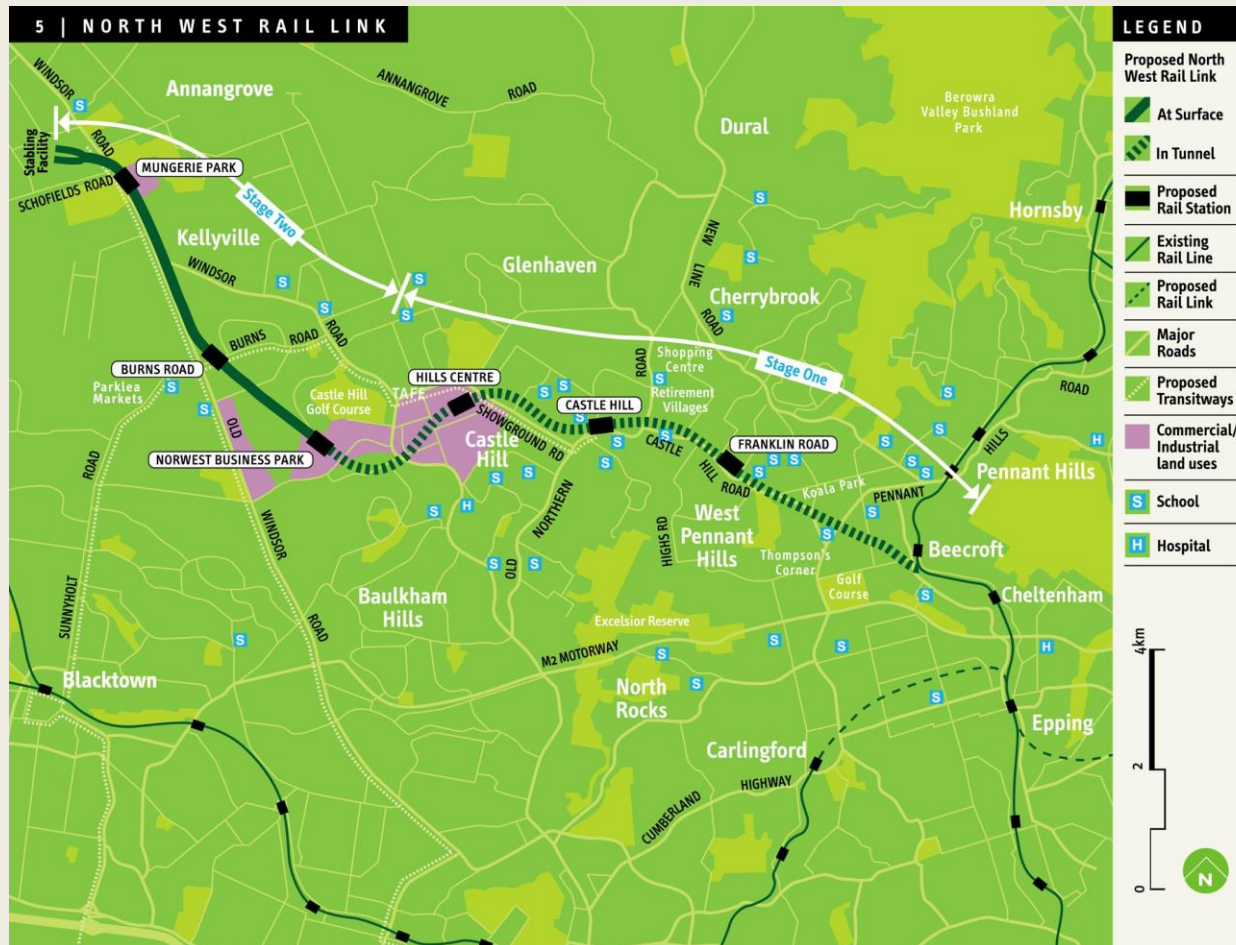 5 | NORTH WEST RAIL LINK
WINDSOR
ROAD
Annangrove
ANNANGROVE
ROAD
Dural
Berowra
Valley Bushland
Park
S
Stabling
Facility
MUNGERIE PARK
SCHOFIELDS ROAD
Stage Two
Kellyville
WINDSOR
ROAD
S
S
S
S
Glenhaven
NEW
LINE
ROAD
S
S
Cherrybrook
S
Hornsby
BURNS ROAD
BURNS
ROAD
Parklea
Markets
S
S
HILLS CENTRE
Castle Hill
Golf Course
TAFE
ROAD
Shopping
Centre
S
Retirement
Villages
Stage One
S
S
S
CASTLE HILL
S
S
S
SHOWGROUND RD
CASTLE
HILL
ROAD
FRANKLIN ROAD
S
S
S
S
S
S
S
ROAD
HILLS
H
Pennant Hills
OLD
NORWEST BUSINESS PARK
Castle
Hill
S
S
S
H
NORTHERN
OLD
S
S
West
Pennant
Hills
HIGHS RD
Koala Park
PENNANT
S
S
Thompson's
Corner
Golf
Course
Beecroft
S
Cheltenham
ROAD
SUNNYHOLT
WINDSOR
ROAD
S
Baulkham
Hills
Excelsior Reserve
M2 MOTORWAY
S
S
S
S
H
North
Rocks
S
Blacktown
Carlingford
Epping
CUMBERLAND
HIGHWAY
LEGEND
Proposed North
West Rail Link
At Surface
In Tunnel
Proposed
Rail Station
Existing
Rail Line
Proposed
Rail Link
Major
Roads
Proposed
Transitways
Commercial/
Industrial
land uses
S
School
H
Hospital
4km
2
0
N